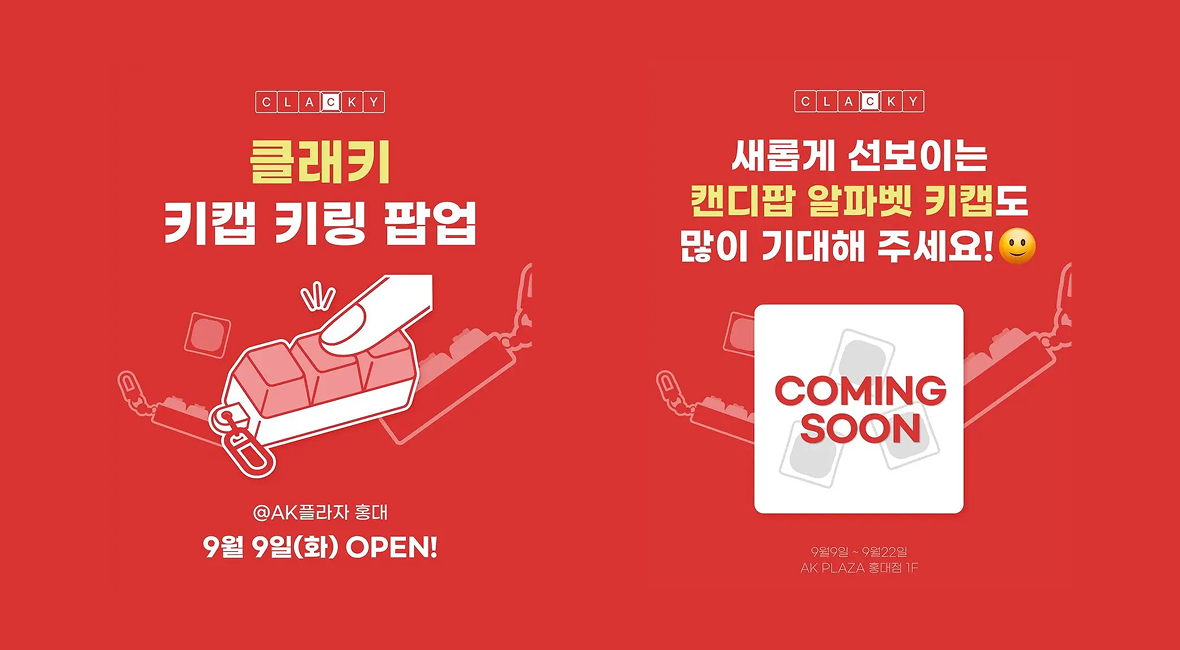 CLACKY
클래키
키캡 키링 팝업
@AK플라자 홍대
9월 9일(화) OPEN!
CLACKY
새롭게 선보이는
캔디팝 알파벳 키캡도
많이 기대해 주세요!
COMING
SOON
9월9일 ~ 9월22일
AK PLAZA 홍대점 1F